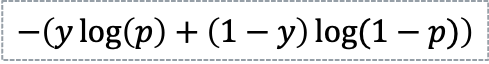 −(y log(p) + (1 − y) log(1 − p))